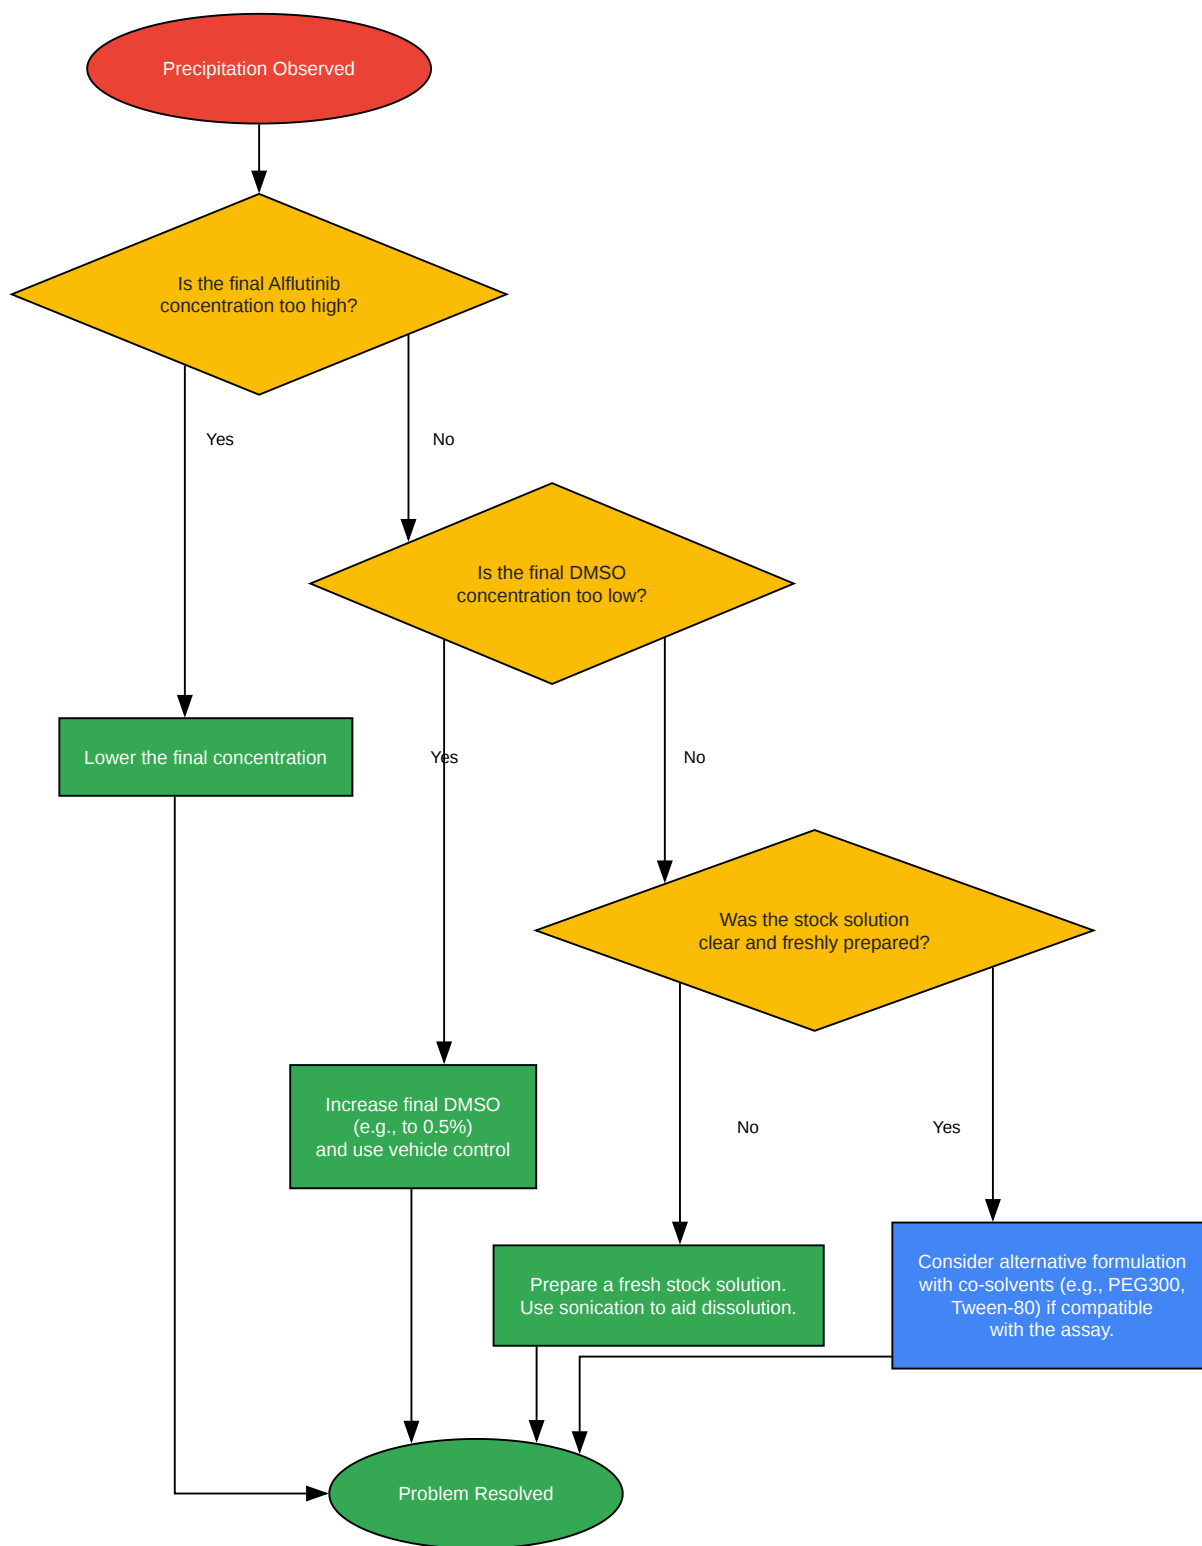 Precipitation Observed
Is the final Alflutinib
concentration too high?
Yes
No
Is the final DMSO
concentration too low?
Lower the final concentration
Yes
No
Was the stock solution
clear and freshly prepared?
Increase final DMSO
(e.g., to 0.5%)
and use vehicle control
No
Yes
Prepare a fresh stock solution.
Use sonication to aid dissolution.
Consider alternative formulation
with co-solvents (e.g., PEG300,
Tween-80) if compatible
with the assay.
Problem Resolved